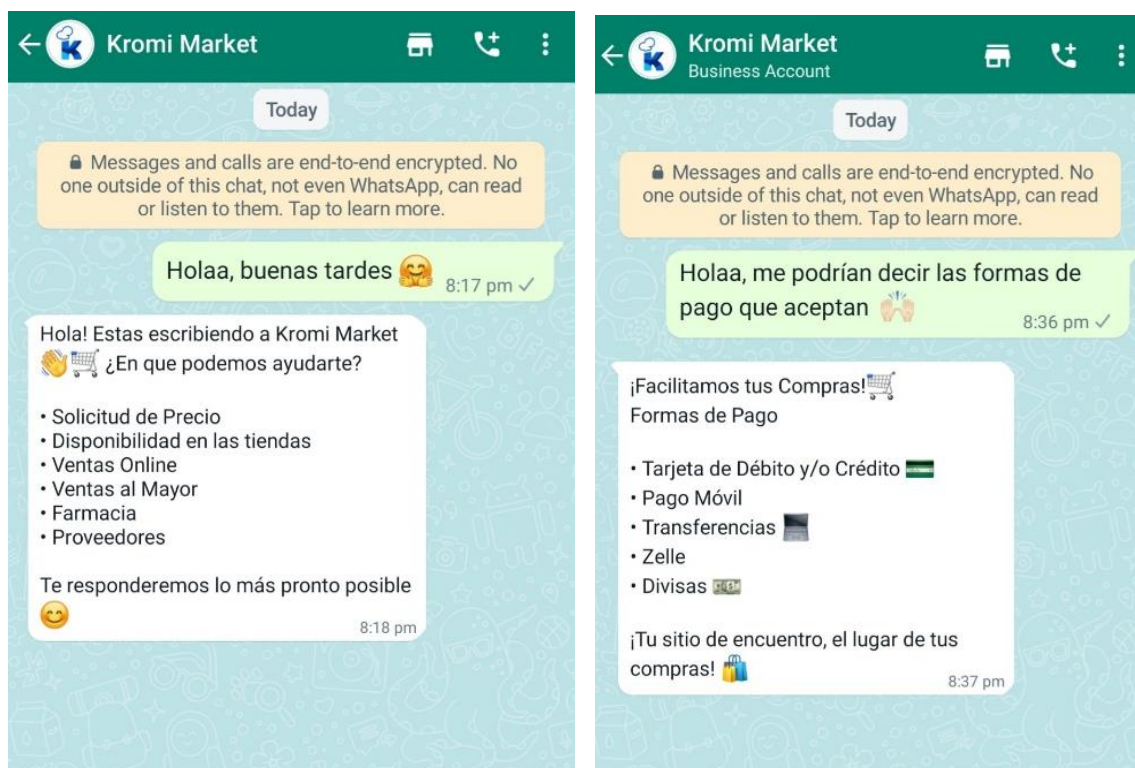 Kromi Market
Today
Messages and calls are end-to-end encrypted. No
one outside of this chat, not even WhatsApp, can read
or listen to them. Tap to learn more.
Holaa, buenas tardes 🤗
8:17 pm
Hola! Estas escribiendo a Kromi Market
👋🛒 ¿En que podemos ayudarte?
• Solicitud de Precio
• Disponibilidad en las tiendas
• Ventas Online
• Ventas al Mayor
• Farmacia
• Proveedores
Te responderemos lo más pronto posible
😊
8:18 pm
Kromi Market
Business Account
Today
Messages and calls are end-to-end encrypted. No
one outside of this chat, not even WhatsApp, can read
or listen to them. Tap to learn more.
Holaa, me podrían decir las formas de
pago que aceptan 🙌🏻
8:36 pm
¡Facilitamos tus Compras!🛒
Formas de Pago
• Tarjeta de Débito y/o Crédito 💳
• Pago Móvil
• Transferencias 💻
• Zelle
• Divisas 💵
¡Tu sitio de encuentro, el lugar de tus
compras! 🛍️
8:37 pm